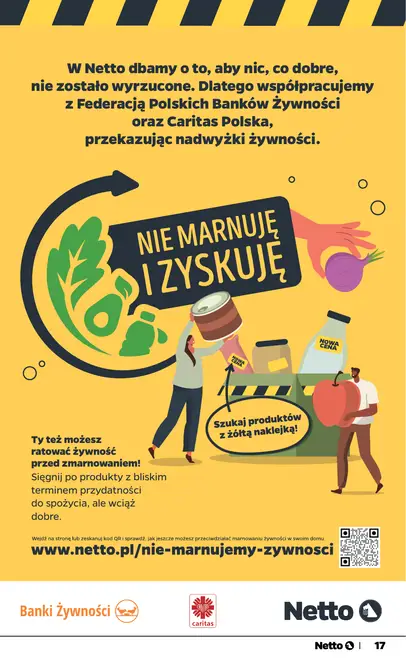 W Netto dbamy o to, aby nic, co dobre,
nie zostało wyrzucone. Dlatego współpracujemy
z Federacją Polskich Banków Żywności
oraz Caritas Polska,
przekazując nadwyżki żywności.
NIE MARNUJĘ
I ZYSKUJĘ
NOWA
CENA
NOWA
CENA
Szukaj produktów
z żółtą naklejką!
Ty też możesz
ratować żywność
przed zmarnowaniem!
Sięgnij po produkty z bliskim
terminem przydatności
do spożycia, ale wciąż
dobre.
Wejdź na stronę lub zeskanuj kod QR i sprawdź, jak jeszcze możesz przeciwdziałać marnowaniu żywności w swoim domu.
www.netto.pl/nie-marnujemy-zywnosci
Banki Żywności
caritas
Netto
Netto | 17